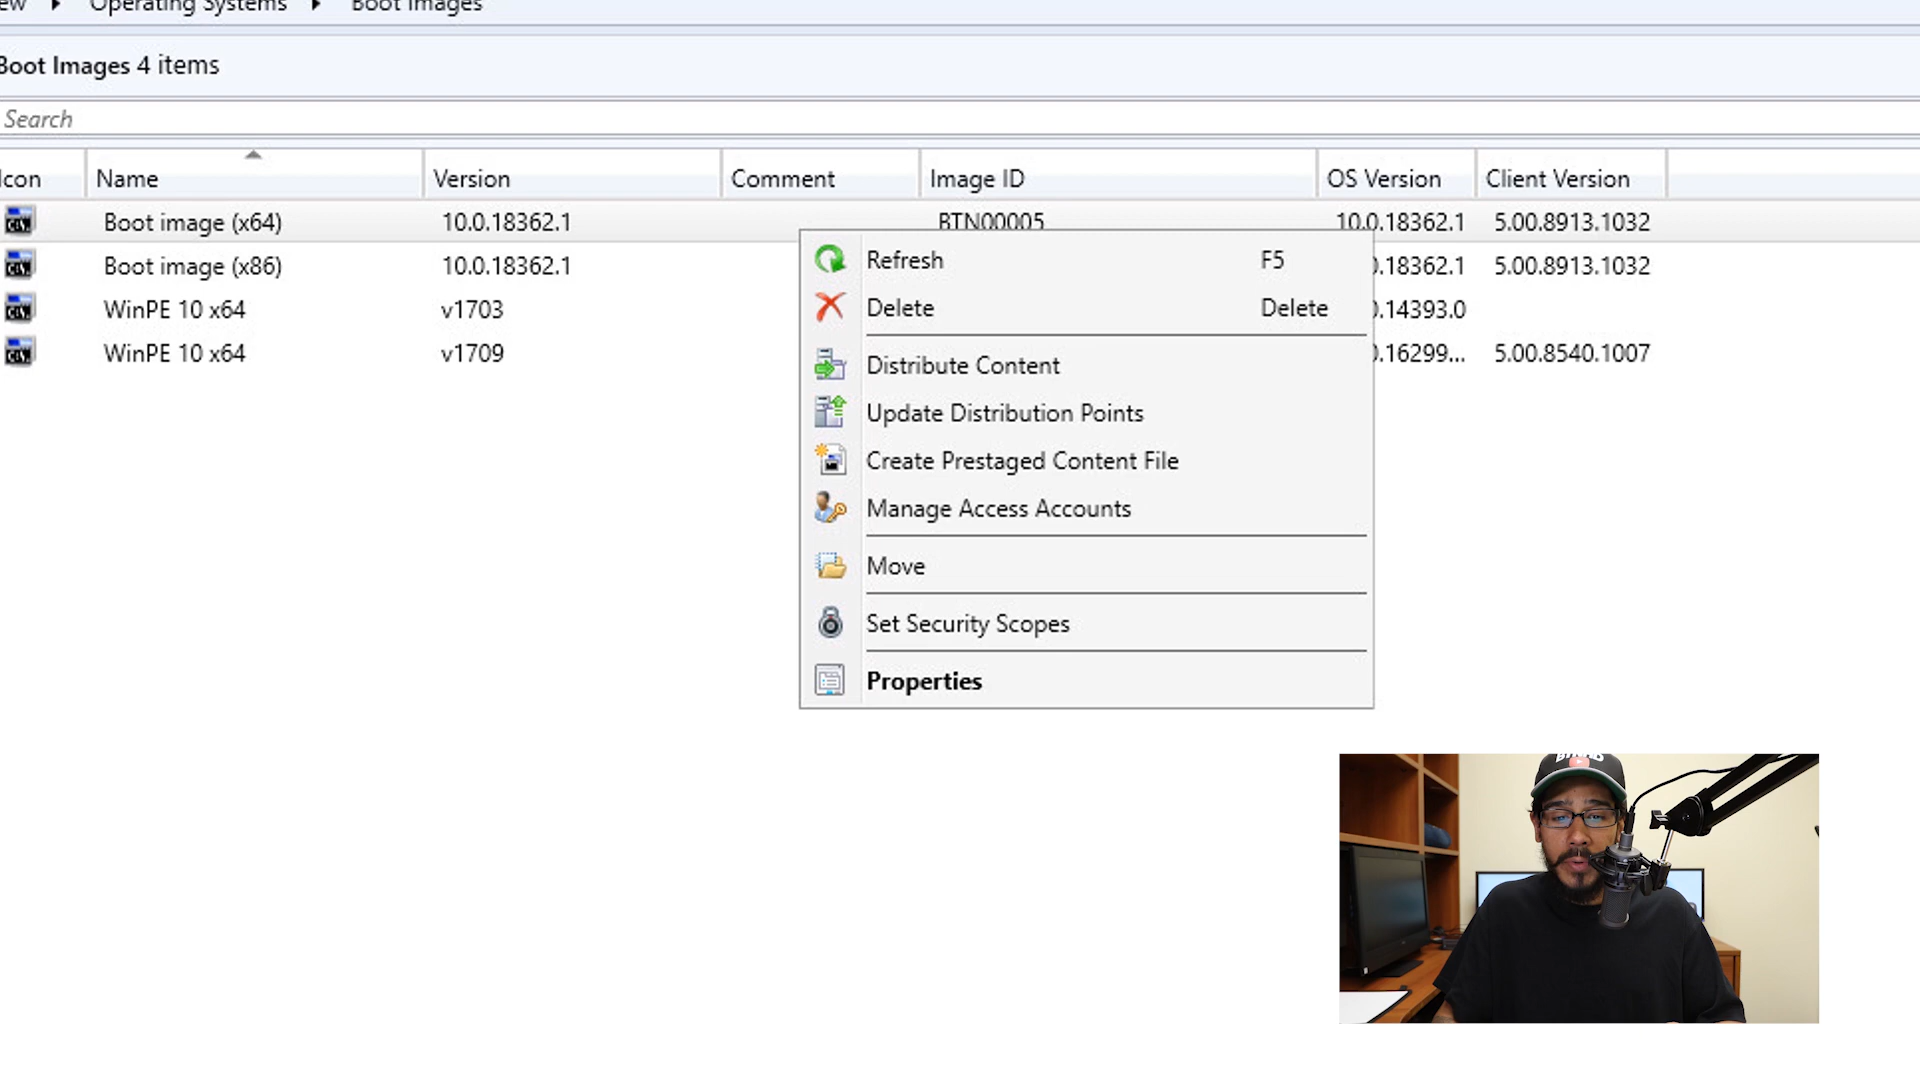 Operating Systems Boot Images
Boot Images 4 items
Search
Icon Name Version Comment Image ID OS Version Client Version
Boot image (x64) 10.0.18362.1 BTN00005 10.0.18362.1 5.00.8913.1032
Boot image (x86) 10.0.18362.1 0.18362.1 5.00.8913.1032
WinPE 10 x64 v1703 0.14393.0
WinPE 10 x64 v1709 0.16299... 5.00.8540.1007
Refresh F5
Delete Delete
Distribute Content
Update Distribution Points
Create Prestaged Content File
Manage Access Accounts
Move
Set Security Scopes
Properties